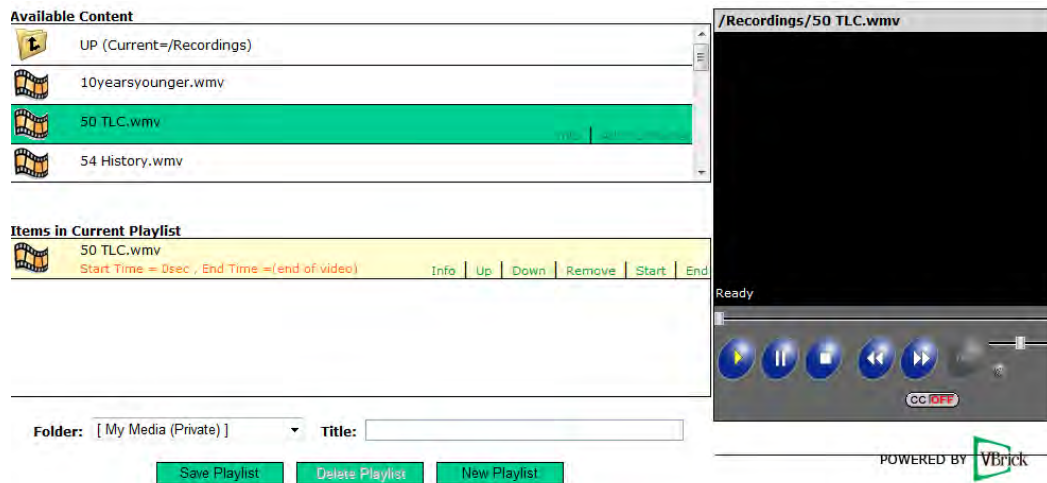 Available Content
UP (Current=/Recordings)
10yearsyounger.wmv
50 TLC.wmv
54 History.wmv
Items in Current Playlist
50 TLC.wmv
Start Time = 0sec , End Time =(end of video)
Info | Up | Down | Remove | Start | End
Folder: [ My Media (Private) ]
Title:
Save Playlist
Delete Playlist
New Playlist
/Recordings/50 TLC.wmv
Ready
CC OFF
POWERED BY VBrick